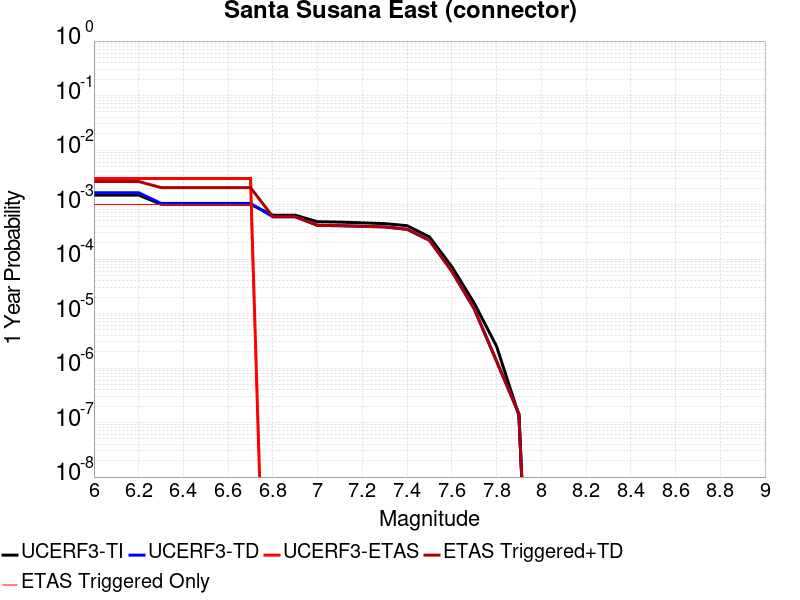 Santa Susana East (connector)
1 Year Probability
10^0
10^-1
10^-2
10^-3
10^-4
10^-5
10^-6
10^-7
10^-8
6 6.2 6.4 6.6 6.8 7 7.2 7.4 7.6 7.8 8 8.2 8.4 8.6 8.8 9
Magnitude
UCERF3-TI UCERF3-TD UCERF3-ETAS ETAS Triggered+TD
ETAS Triggered Only